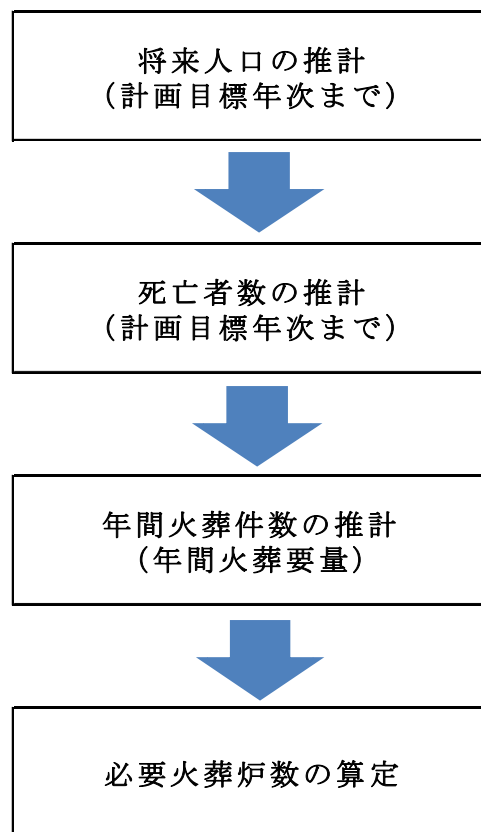 将来人口の推計
（計画目標年次まで）
死亡者数の推計
（計画目標年次まで）
年間火葬件数の推計
（年間火葬要量）
必要火葬炉数の算定